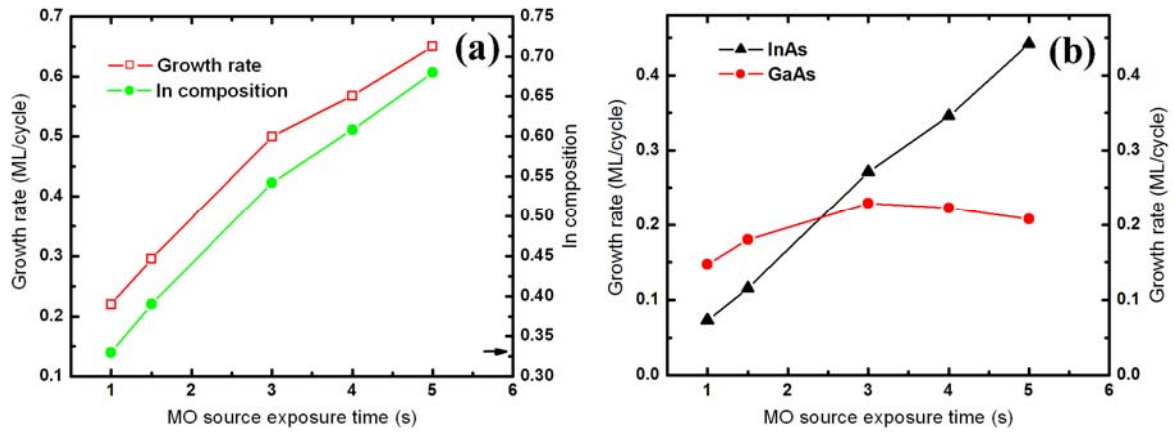 (a)
Growth rate
In composition
Growth rate (ML/cycle)
0.7
0.6
0.5
0.4
0.3
0.2
0.1
In composition
0.75
0.70
0.65
0.60
0.55
0.50
0.45
0.40
0.35
0.30
1 2 3 4 5 6
MO source exposure time (s)
(b)
InAs
GaAs
Growth rate (ML/cycle)
0.4
0.3
0.2
0.1
0.0
Growth rate (ML/cycle)
0.4
0.3
0.2
0.1
0.0
1 2 3 4 5 6
MO source exposure time (s)